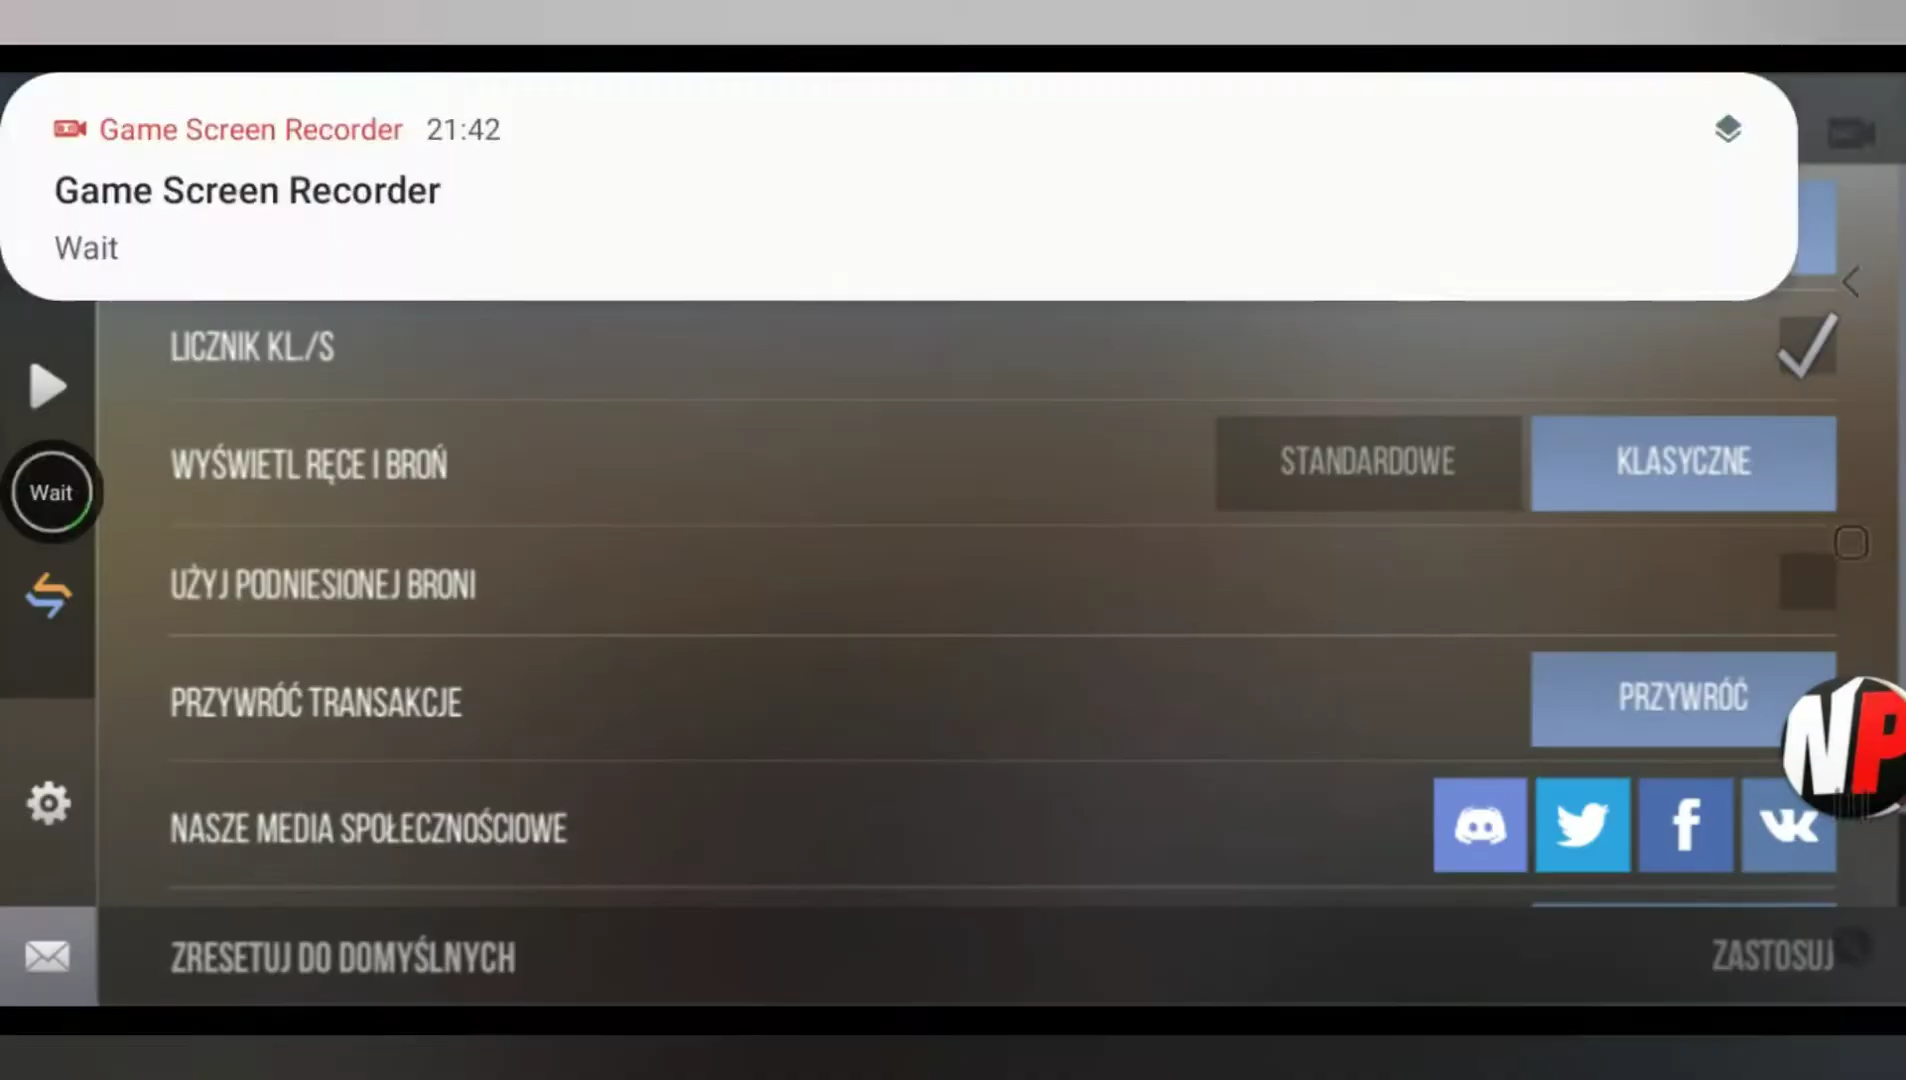 Game Screen Recorder 21:42
Game Screen Recorder
Wait
LICZNIK KL./S
WYŚWIETL RĘCE I BROŃ STANDARDOWE KLASYCZNE
Wait
UŻYJ PODNIESIONEJ BRONI
PRZYWRÓĆ TRANSAKCJE PRZYWRÓĆ
NP
NASZE MEDIA SPOŁECZNOŚCIOWE
ZRESETUJ DO DOMYŚLNYCH ZASTOSUJ